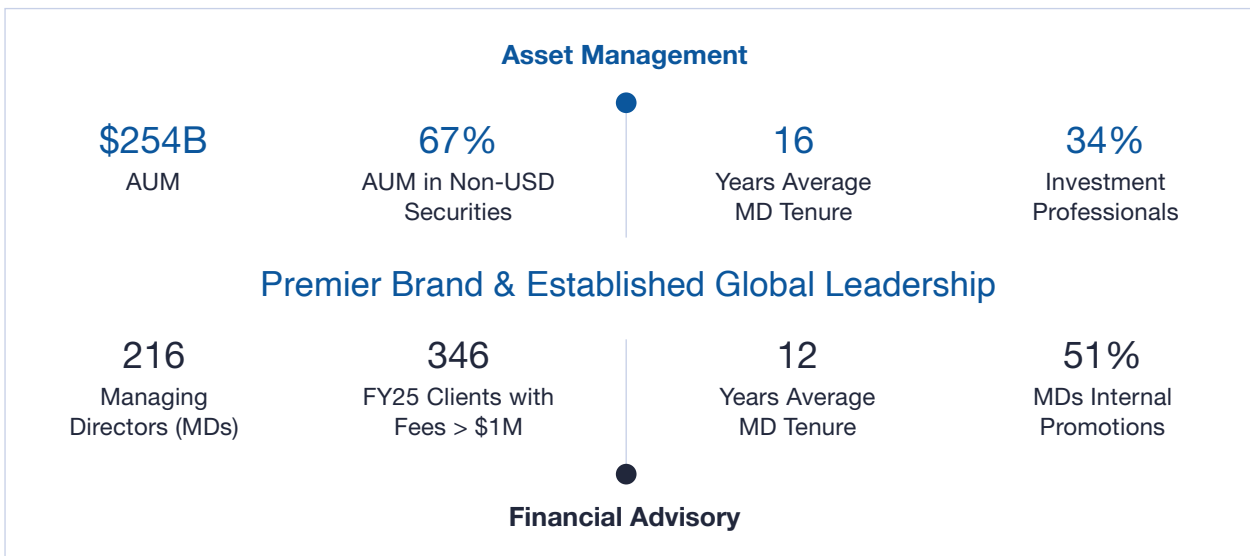 Asset Management
$254B
AUM
67%
AUM in Non-USD
Securities
16
Years Average
MD Tenure
34%
Investment
Professionals
Premier Brand & Established Global Leadership
216
Managing
Directors (MDs)
346
FY25 Clients with
Fees > $1M
12
Years Average
MD Tenure
51%
MDs Internal
Promotions
Financial Advisory